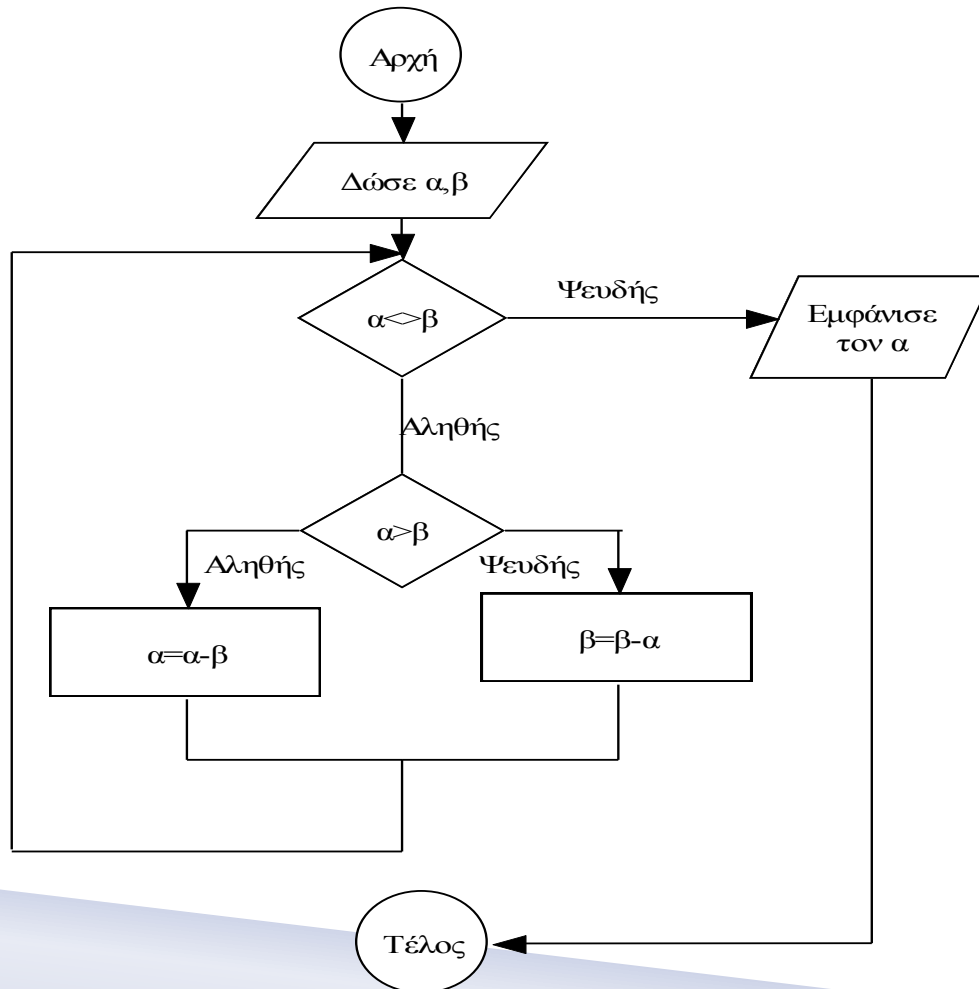 Αρχή
Δώσε α,β
α<>β
Ψευδής
Εμφάνισε
τον α
Αληθής
α>β
Αληθής
Ψευδής
α=α-β
β=β-α
Τέλος